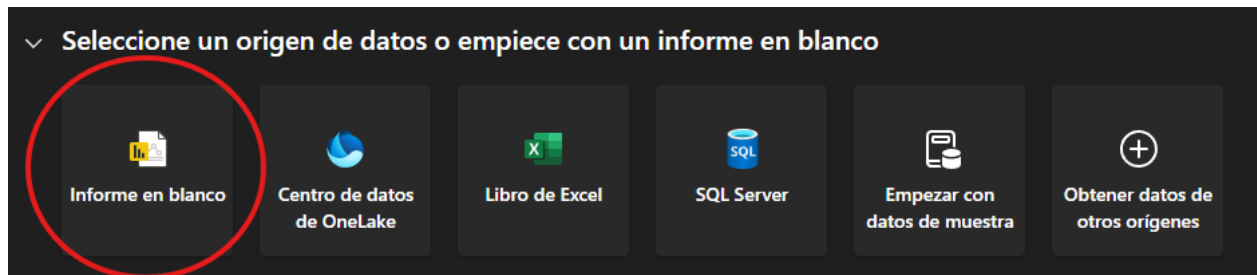 Seleccione un origen de datos o empiece con un informe en blanco
Informe en blanco
Centro de datos
de OneLake
X
Libro de Excel
SQL
SQL Server
Empezar con
datos de muestra
Obtener datos de
otros orígenes